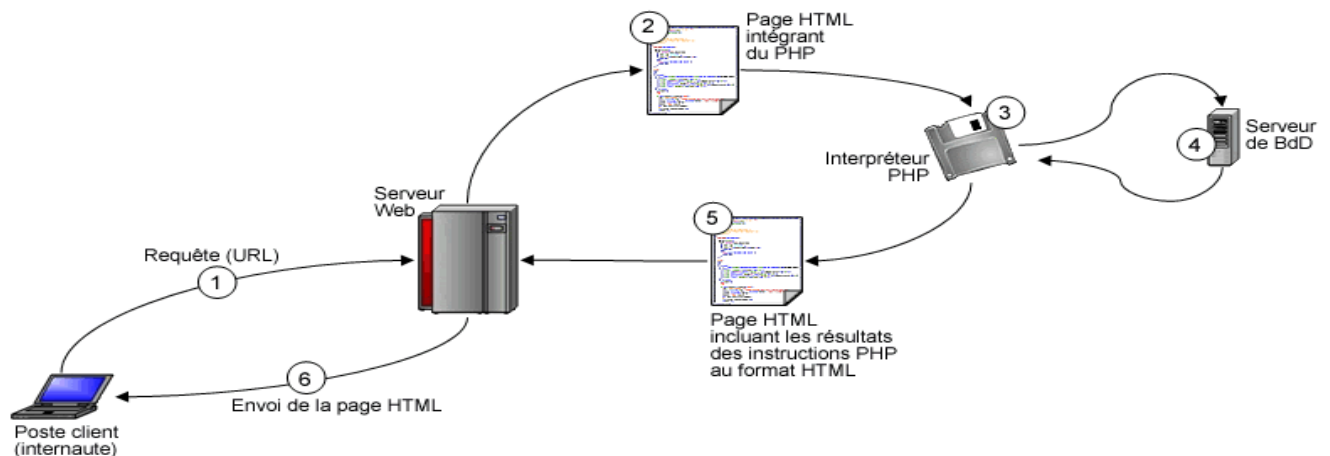 2
Page HTML
intégrant
du PHP
3
Interpréteur
PHP
4
Serveur
de BdD
Serveur
Web
5
Page HTML
incluant les résultats
des instructions PHP
au format HTML
Requête (URL)
1
6
Envoi de la page HTML
Poste client
(internaute)